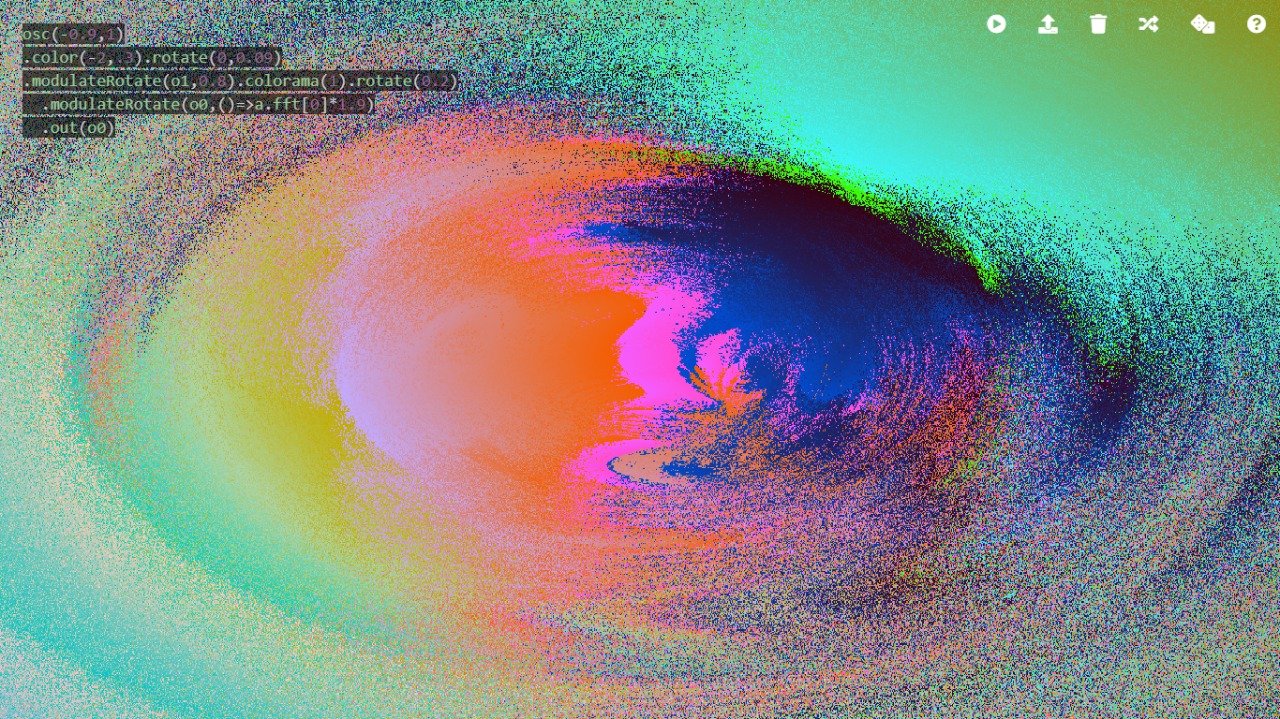 osc(-0.9,1)
.color(-2,-3).rotate(0,0.09)
.modulateRotate(o1,0.8).colorama(1).rotate(0.2)
.modulateRotate(o0,()=>a.fft[0]*1.9)
.out(o0)